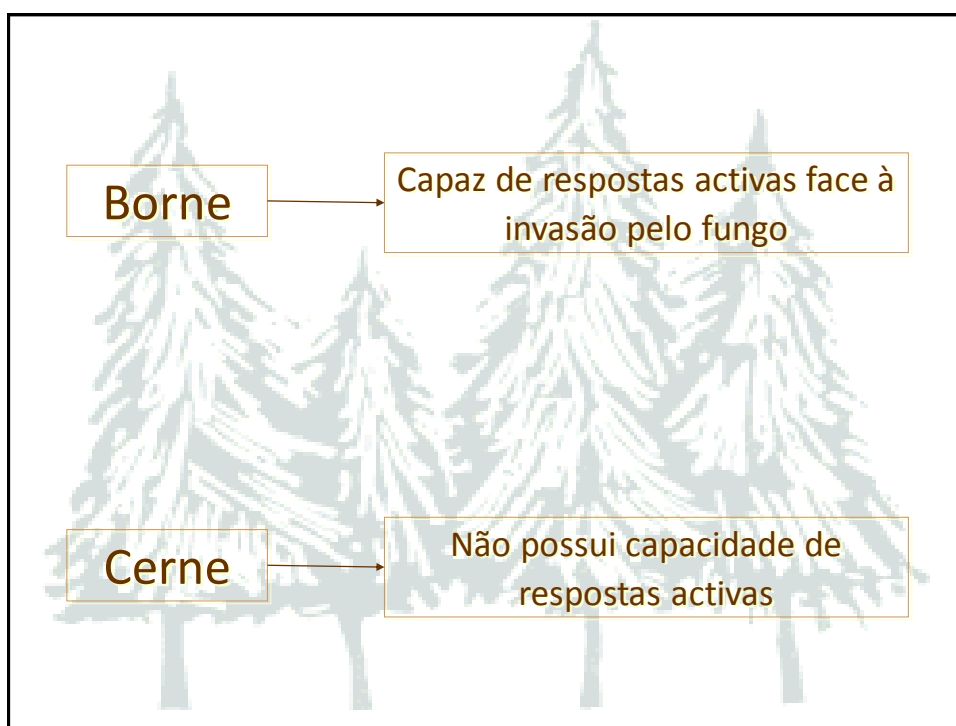 Borne
Capaz de respostas activas face à
invasão pelo fungo
Cerne
Não possui capacidade de
respostas activas